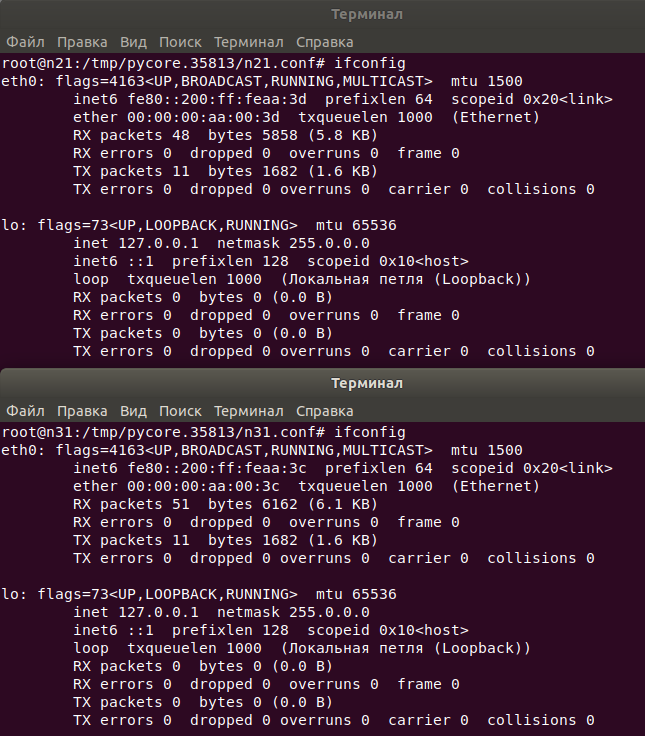 Терминал
Файл Правка Вид Поиск Терминал Справка
root@n21:/tmp/pycore.35813/n21.conf# ifconfig
eth0: flags=4163<UP,BROADCAST,RUNNING,MULTICAST>  mtu 1500
        inet6 fe80::200:ff:feaa:3d  prefixlen 64  scopeid 0x20<link>
        ether 00:00:00:aa:00:3d  txqueuelen 1000  (Ethernet)
        RX packets 48  bytes 5858 (5.8 KB)
        RX errors 0  dropped 0  overruns 0  frame 0
        TX packets 11  bytes 1682 (1.6 KB)
        TX errors 0  dropped 0 overruns 0  carrier 0  collisions 0

lo: flags=73<UP,LOOPBACK,RUNNING>  mtu 65536
        inet 127.0.0.1  netmask 255.0.0.0
        inet6 ::1  prefixlen 128  scopeid 0x10<host>
        loop  txqueuelen 1000  (Локальная петля (Loopback))
        RX packets 0  bytes 0 (0.0 B)
        RX errors 0  dropped 0  overruns 0  frame 0
        TX packets 0  bytes 0 (0.0 B)
        TX errors 0  dropped 0 overruns 0  carrier 0  collisions 0
Терминал
Файл Правка Вид Поиск Терминал Справка
root@n31:/tmp/pycore.35813/n31.conf# ifconfig
eth0: flags=4163<UP,BROADCAST,RUNNING,MULTICAST>  mtu 1500
        inet6 fe80::200:ff:feaa:3c  prefixlen 64  scopeid 0x20<link>
        ether 00:00:00:aa:00:3c  txqueuelen 1000  (Ethernet)
        RX packets 51  bytes 6162 (6.1 KB)
        RX errors 0  dropped 0  overruns 0  frame 0
        TX packets 11  bytes 1682 (1.6 KB)
        TX errors 0  dropped 0 overruns 0  carrier 0  collisions 0

lo: flags=73<UP,LOOPBACK,RUNNING>  mtu 65536
        inet 127.0.0.1  netmask 255.0.0.0
        inet6 ::1  prefixlen 128  scopeid 0x10<host>
        loop  txqueuelen 1000  (Локальная петля (Loopback))
        RX packets 0  bytes 0 (0.0 B)
        RX errors 0  dropped 0  overruns 0  frame 0
        TX packets 0  bytes 0 (0.0 B)
        TX errors 0  dropped 0 overruns 0  carrier 0  collisions 0